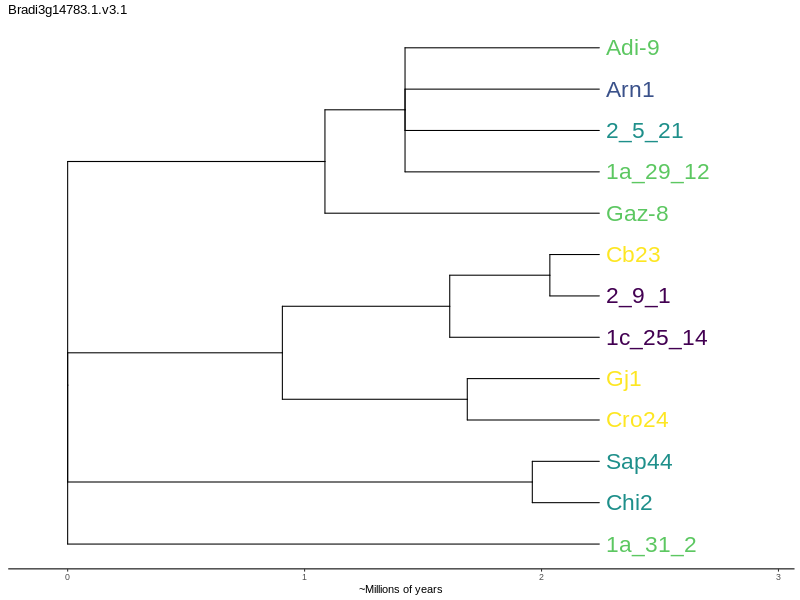 Bradi3g14783.1.v3.1
Adi-9
Arn1
2_5_21
1a_29_12
Gaz-8
Cb23
2_9_1
1c_25_14
Gj1
Cro24
Sap44
Chi2
1a_31_2
0 1 2 3
~Millions of years